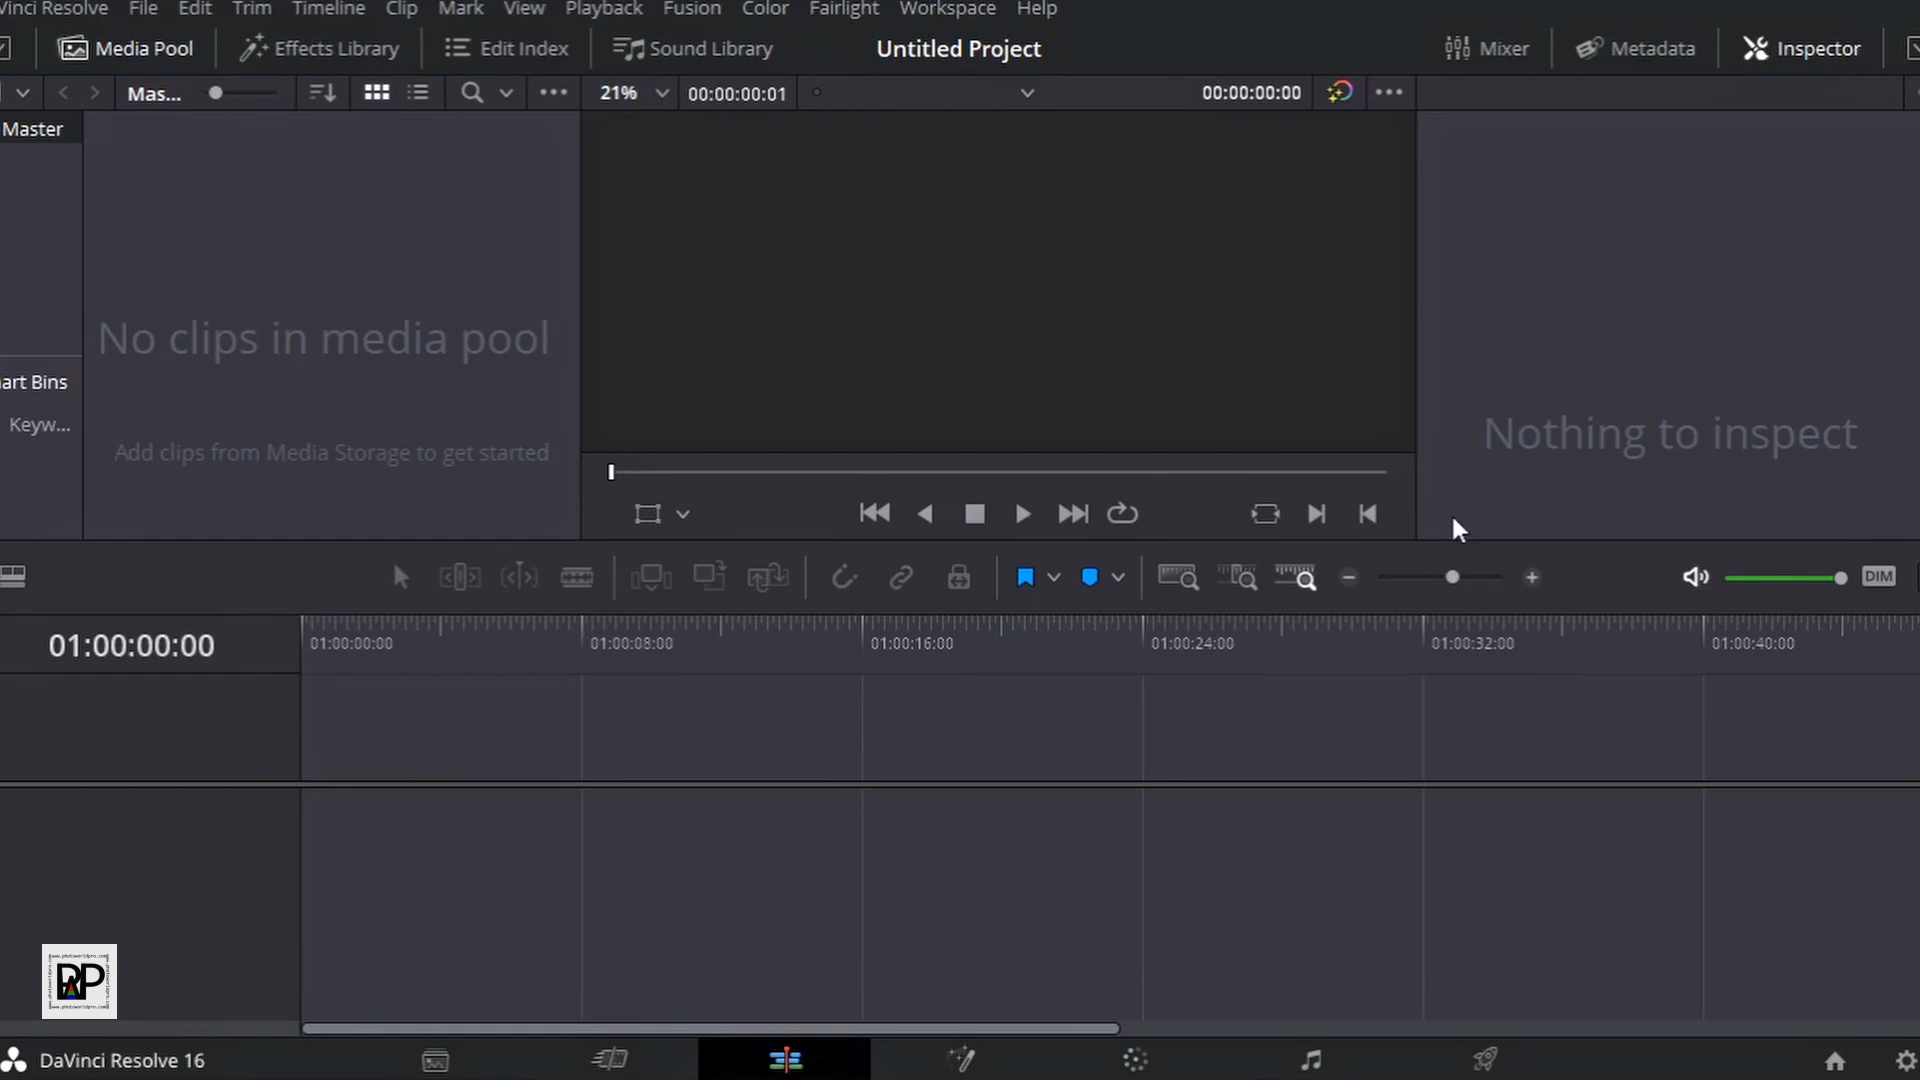 Vinci Resolve File Edit Trim Timeline Clip Mark View Playback Fusion Color Fairlight Workspace Help
Media Pool Effects Library Edit Index Sound Library Untitled Project Mixer Metadata Inspector
Mas... 21% 00:00:00:01 00:00:00:00
Master
No clips in media pool
art Bins
Keyw...
Add clips from Media Storage to get started
Nothing to inspect
DIM
01:00:00:00 01:00:00:00 01:00:08:00 01:00:16:00 01:00:24:00 01:00:32:00 01:00:40:00
www.photoworldpro.com
DaVinci Resolve 16